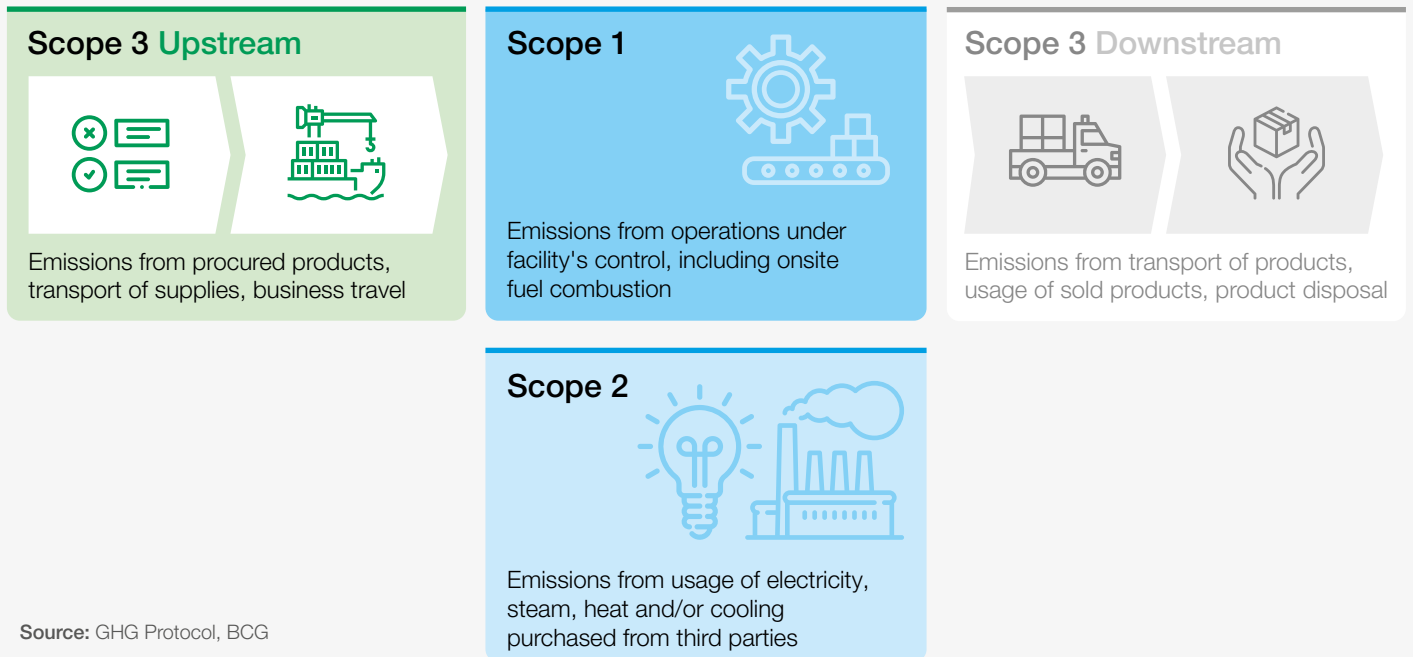 Scope 3 Upstream
Emissions from procured products,
transport of supplies, business travel
Scope 1
Emissions from operations under
facility's control, including onsite
fuel combustion
Scope 3 Downstream
Emissions from transport of products,
usage of sold products, product disposal
Scope 2
Emissions from usage of electricity,
steam, heat and/or cooling
purchased from third parties
Source: GHG Protocol, BCG